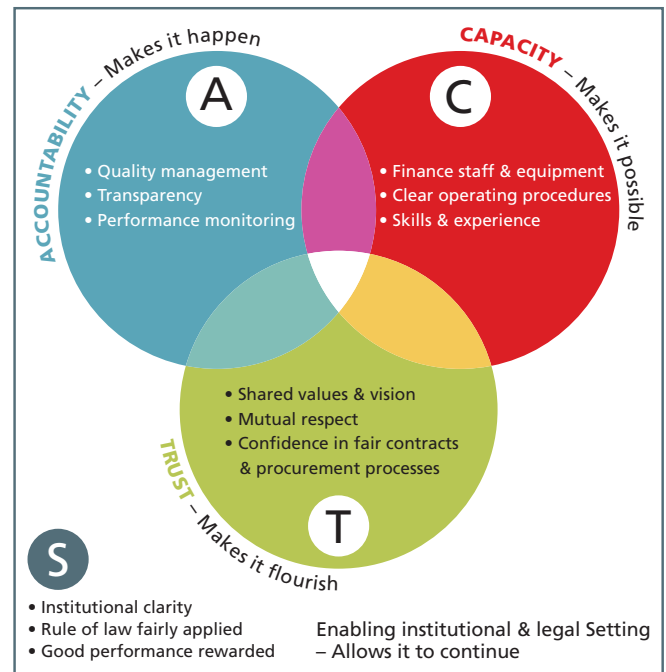 ACCOUNTABILITY – Makes it happen
A
• Quality management
• Transparency
• Performance monitoring
CAPACITY – Makes it possible
C
• Finance staff & equipment
• Clear operating procedures
• Skills & experience
• Shared values & vision
• Mutual respect
• Confidence in fair contracts
& procurement processes
T
TRUST – Makes it flourish
S
• Institutional clarity
• Rule of law fairly applied
• Good performance rewarded
Enabling institutional & legal Setting
– Allows it to continue